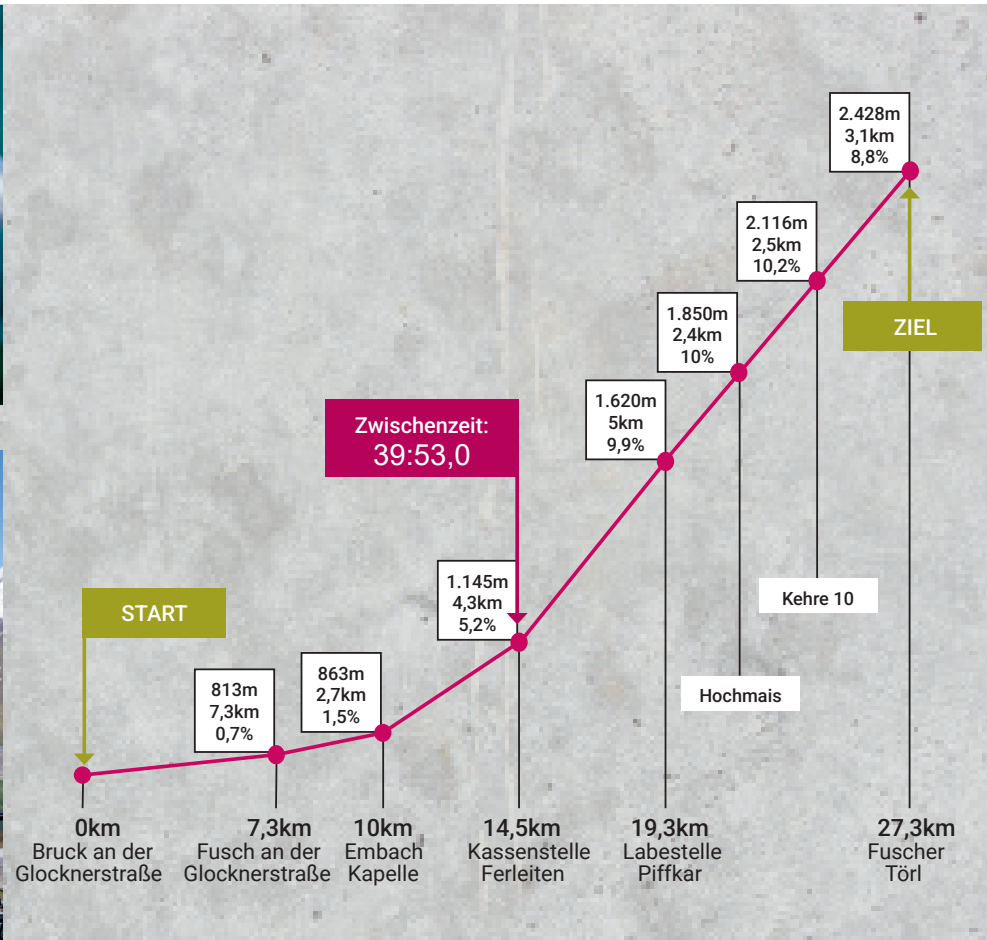 2.428m
3,1km
8,8%
2.116m
2,5km
10,2%
ZIEL
1.850m
2,4km
10%
1.620m
5km
9,9%
Zwischenzeit:
39:53,0
1.145m
4,3km
5,2%
START
Kehre 10
863m
2,7km
1,5%
813m
7,3km
0,7%
Hochmais
0km
Bruck an der
Glocknerstraße
7,3km
Fusch an der
Glocknerstraße
10km
Embach
Kapelle
14,5km
Kassenstelle
Ferleiten
19,3km
Labestelle
Piffkar
27,3km
Fuscher
Törl